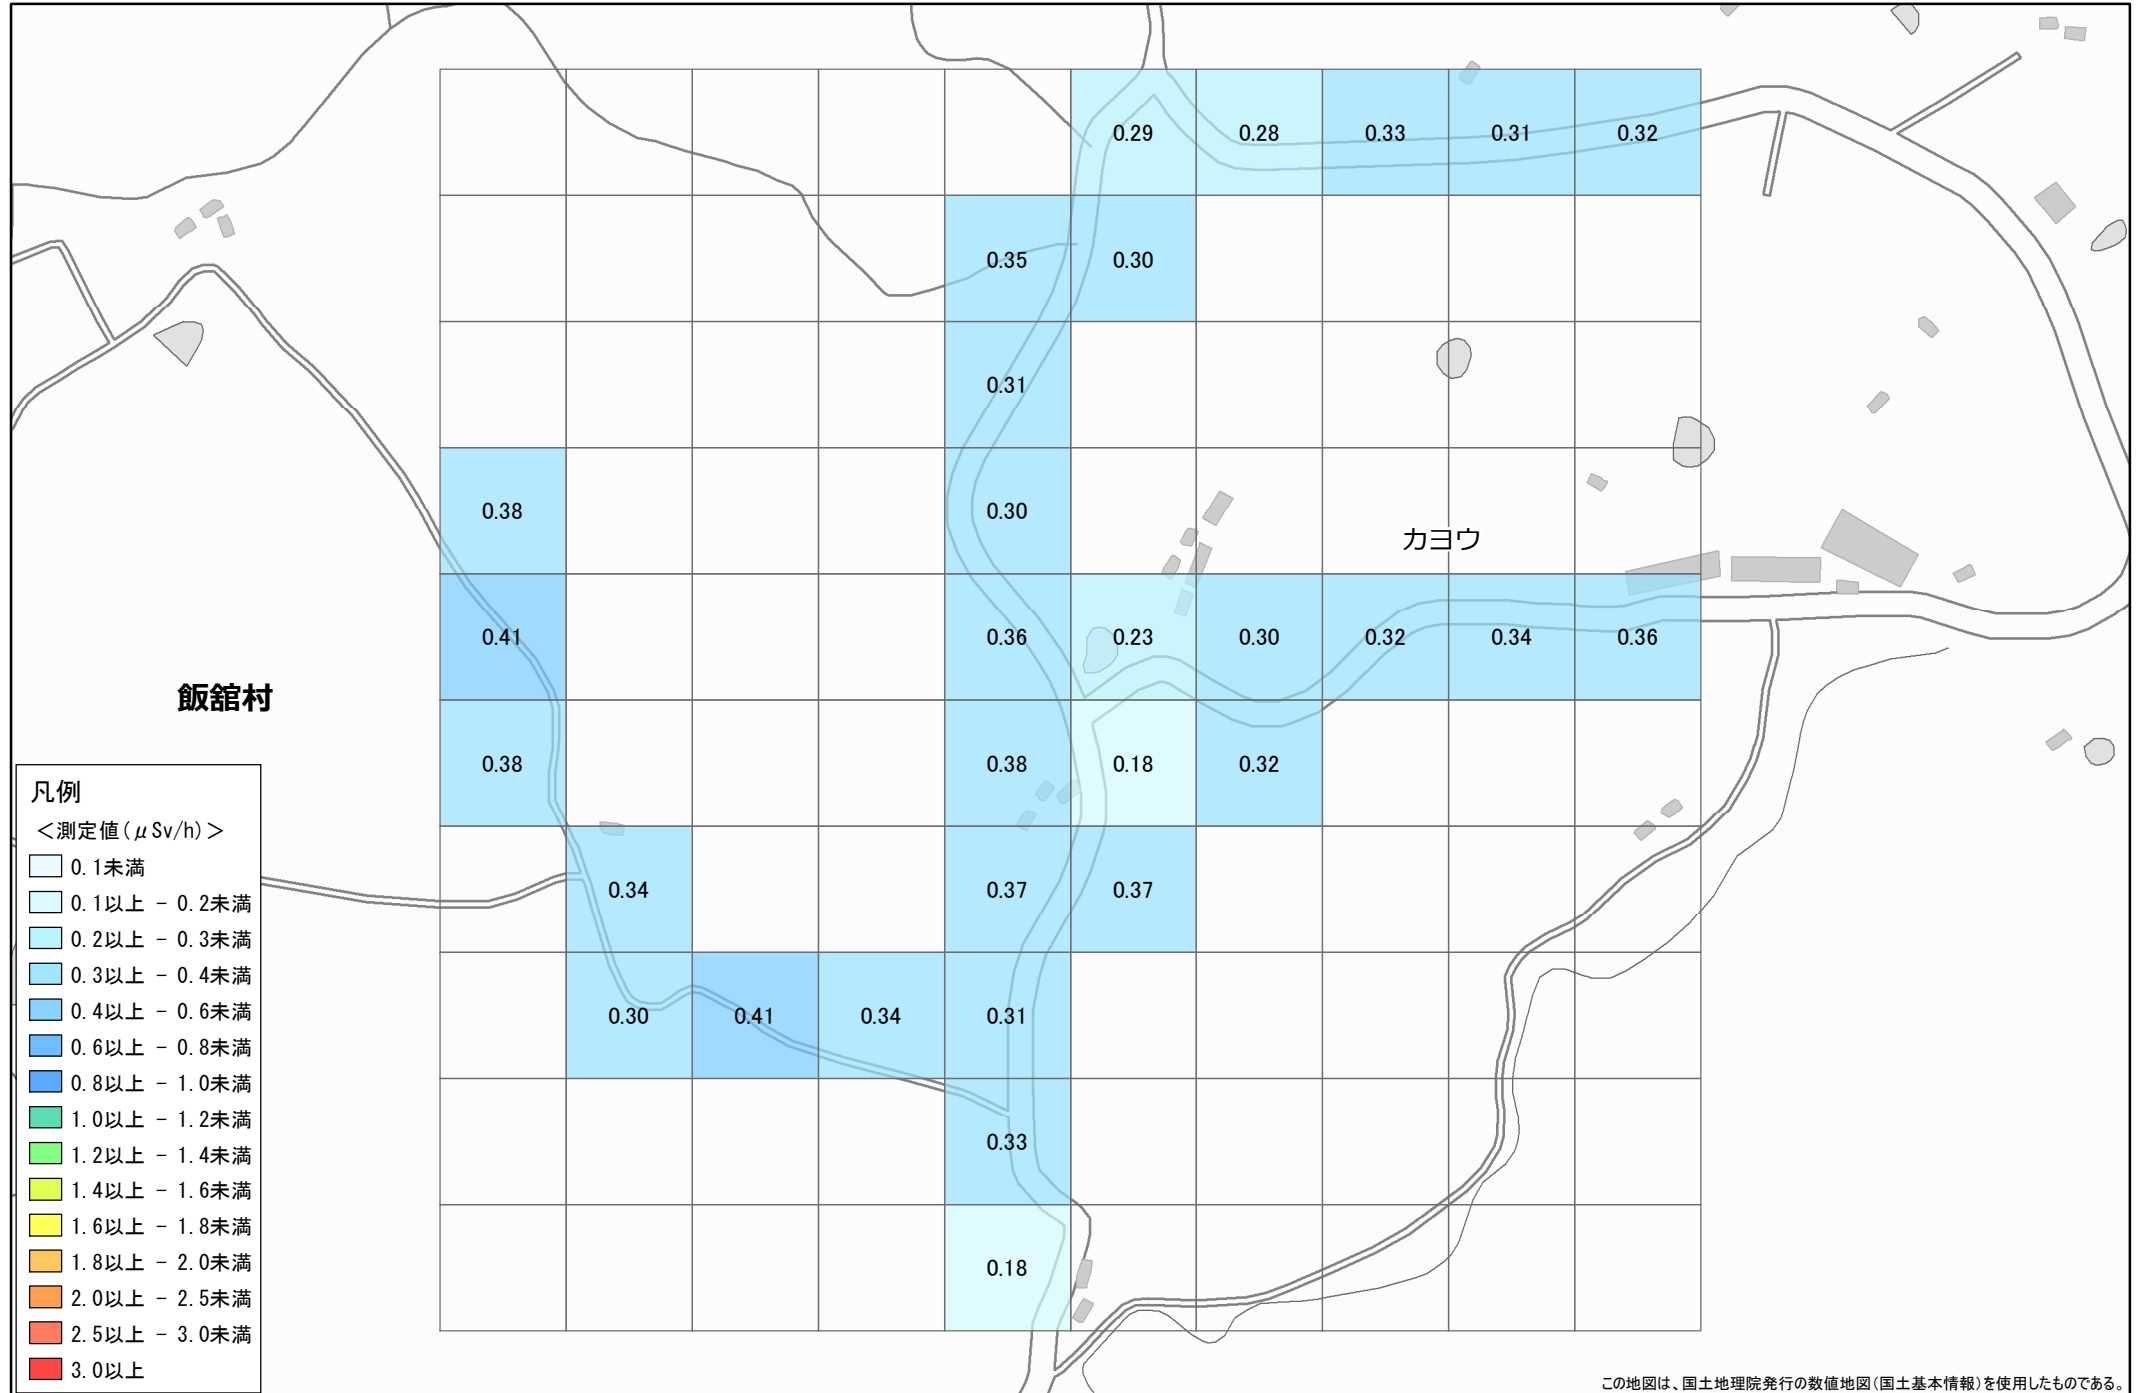 0.29 0.28 0.33 0.31 0.32
0.35 0.30
0.31
0.38 0.30
カヨウ
0.41 0.36 0.23 0.30 0.32 0.34 0.36
飯舘村
0.38 0.38 0.18 0.32
0.34 0.37 0.37
0.30 0.41 0.34 0.31
0.33
0.18
凡例
＜測定値(μSv/h)＞
0.1未満
0.1以上 - 0.2未満
0.2以上 - 0.3未満
0.3以上 - 0.4未満
0.4以上 - 0.6未満
0.6以上 - 0.8未満
0.8以上 - 1.0未満
1.0以上 - 1.2未満
1.2以上 - 1.4未満
1.4以上 - 1.6未満
1.6以上 - 1.8未満
1.8以上 - 2.0未満
2.0以上 - 2.5未満
2.5以上 - 3.0未満
3.0以上
この地図は、国土地理院発行の数値地図(国土基本情報)を使用したものである。